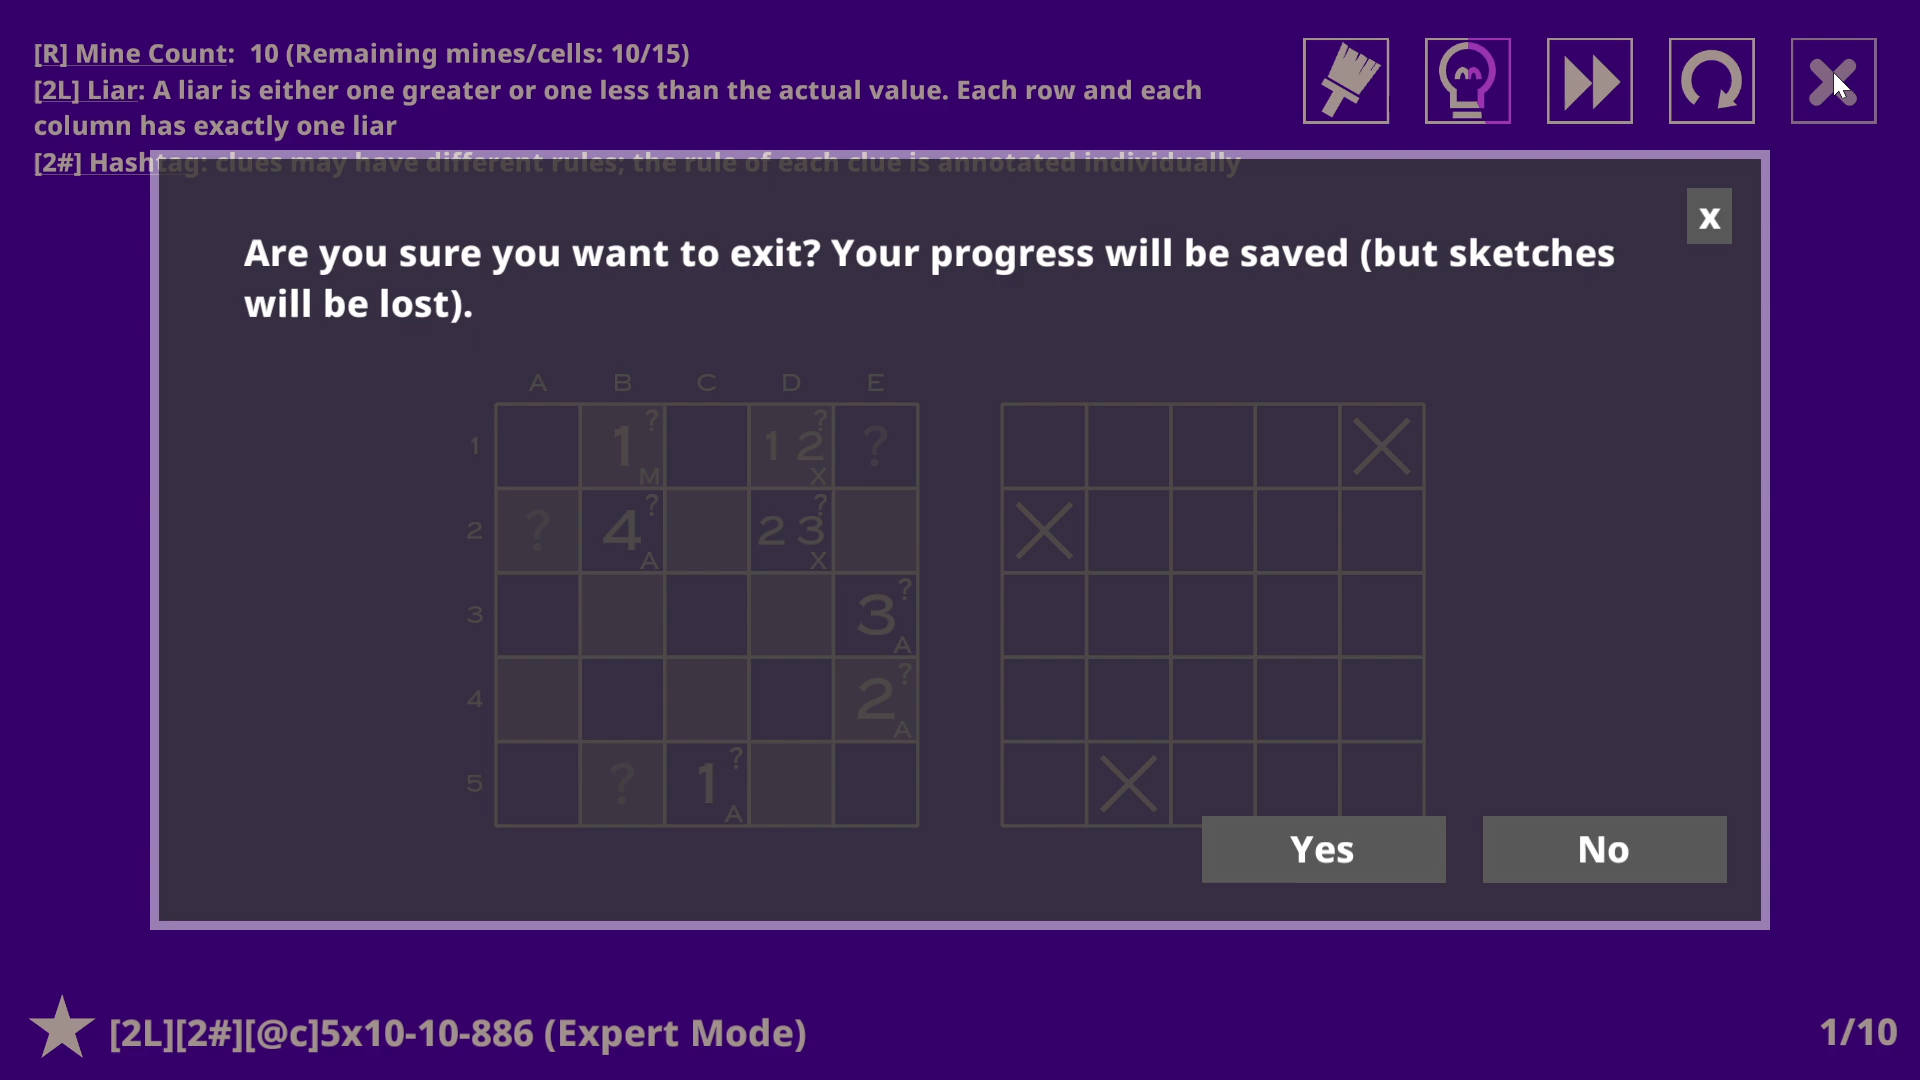 [R] Mine Count: 10 (Remaining mines/cells: 10/15)
[2L] Liar: A liar is either one greater or one less than the actual value. Each row and each
column has exactly one liar
[2#] Hashtag: clues may have different rules; the rule of each clue is annotated individually
x
Are you sure you want to exit? Your progress will be saved (but sketches
will be lost).
A B C D E
1 1 ? M 1 2 ? X ?
2 ? 4 ? A 2 3 ? X
3 3 ? A
4 2 ? A
5 ? 1 ? A
Yes No
[2L][2#][@c]5x10-10-886 (Expert Mode)
1/10